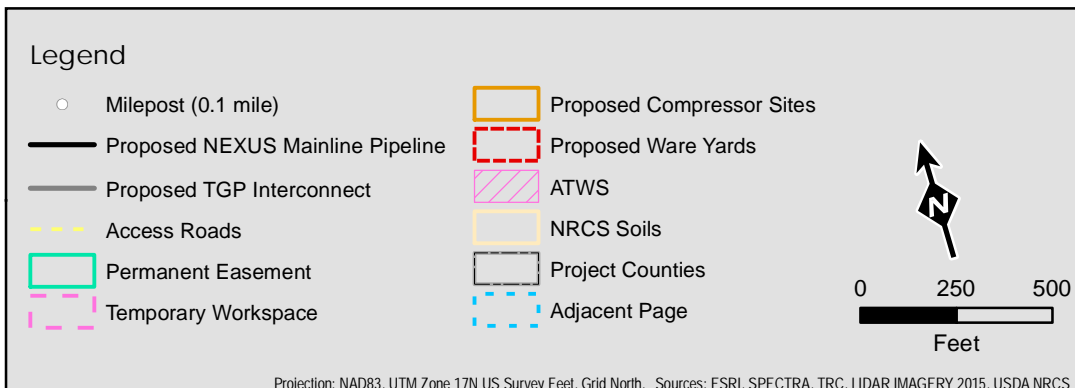 Legend
Milepost (0.1 mile)
Proposed NEXUS Mainline Pipeline
Proposed TGP Interconnect
Access Roads
Permanent Easement
Temporary Workspace
Proposed Compressor Sites
Proposed Ware Yards
ATWS
NRCS Soils
Project Counties
Adjacent Page
N
0 250 500
Feet
Projection: NAD83, UTM Zone 17N US Survey Feet, Grid North. Sources: ESRI, SPECTRA, TRC, LIDAR IMAGERY 2015, USDA NRCS